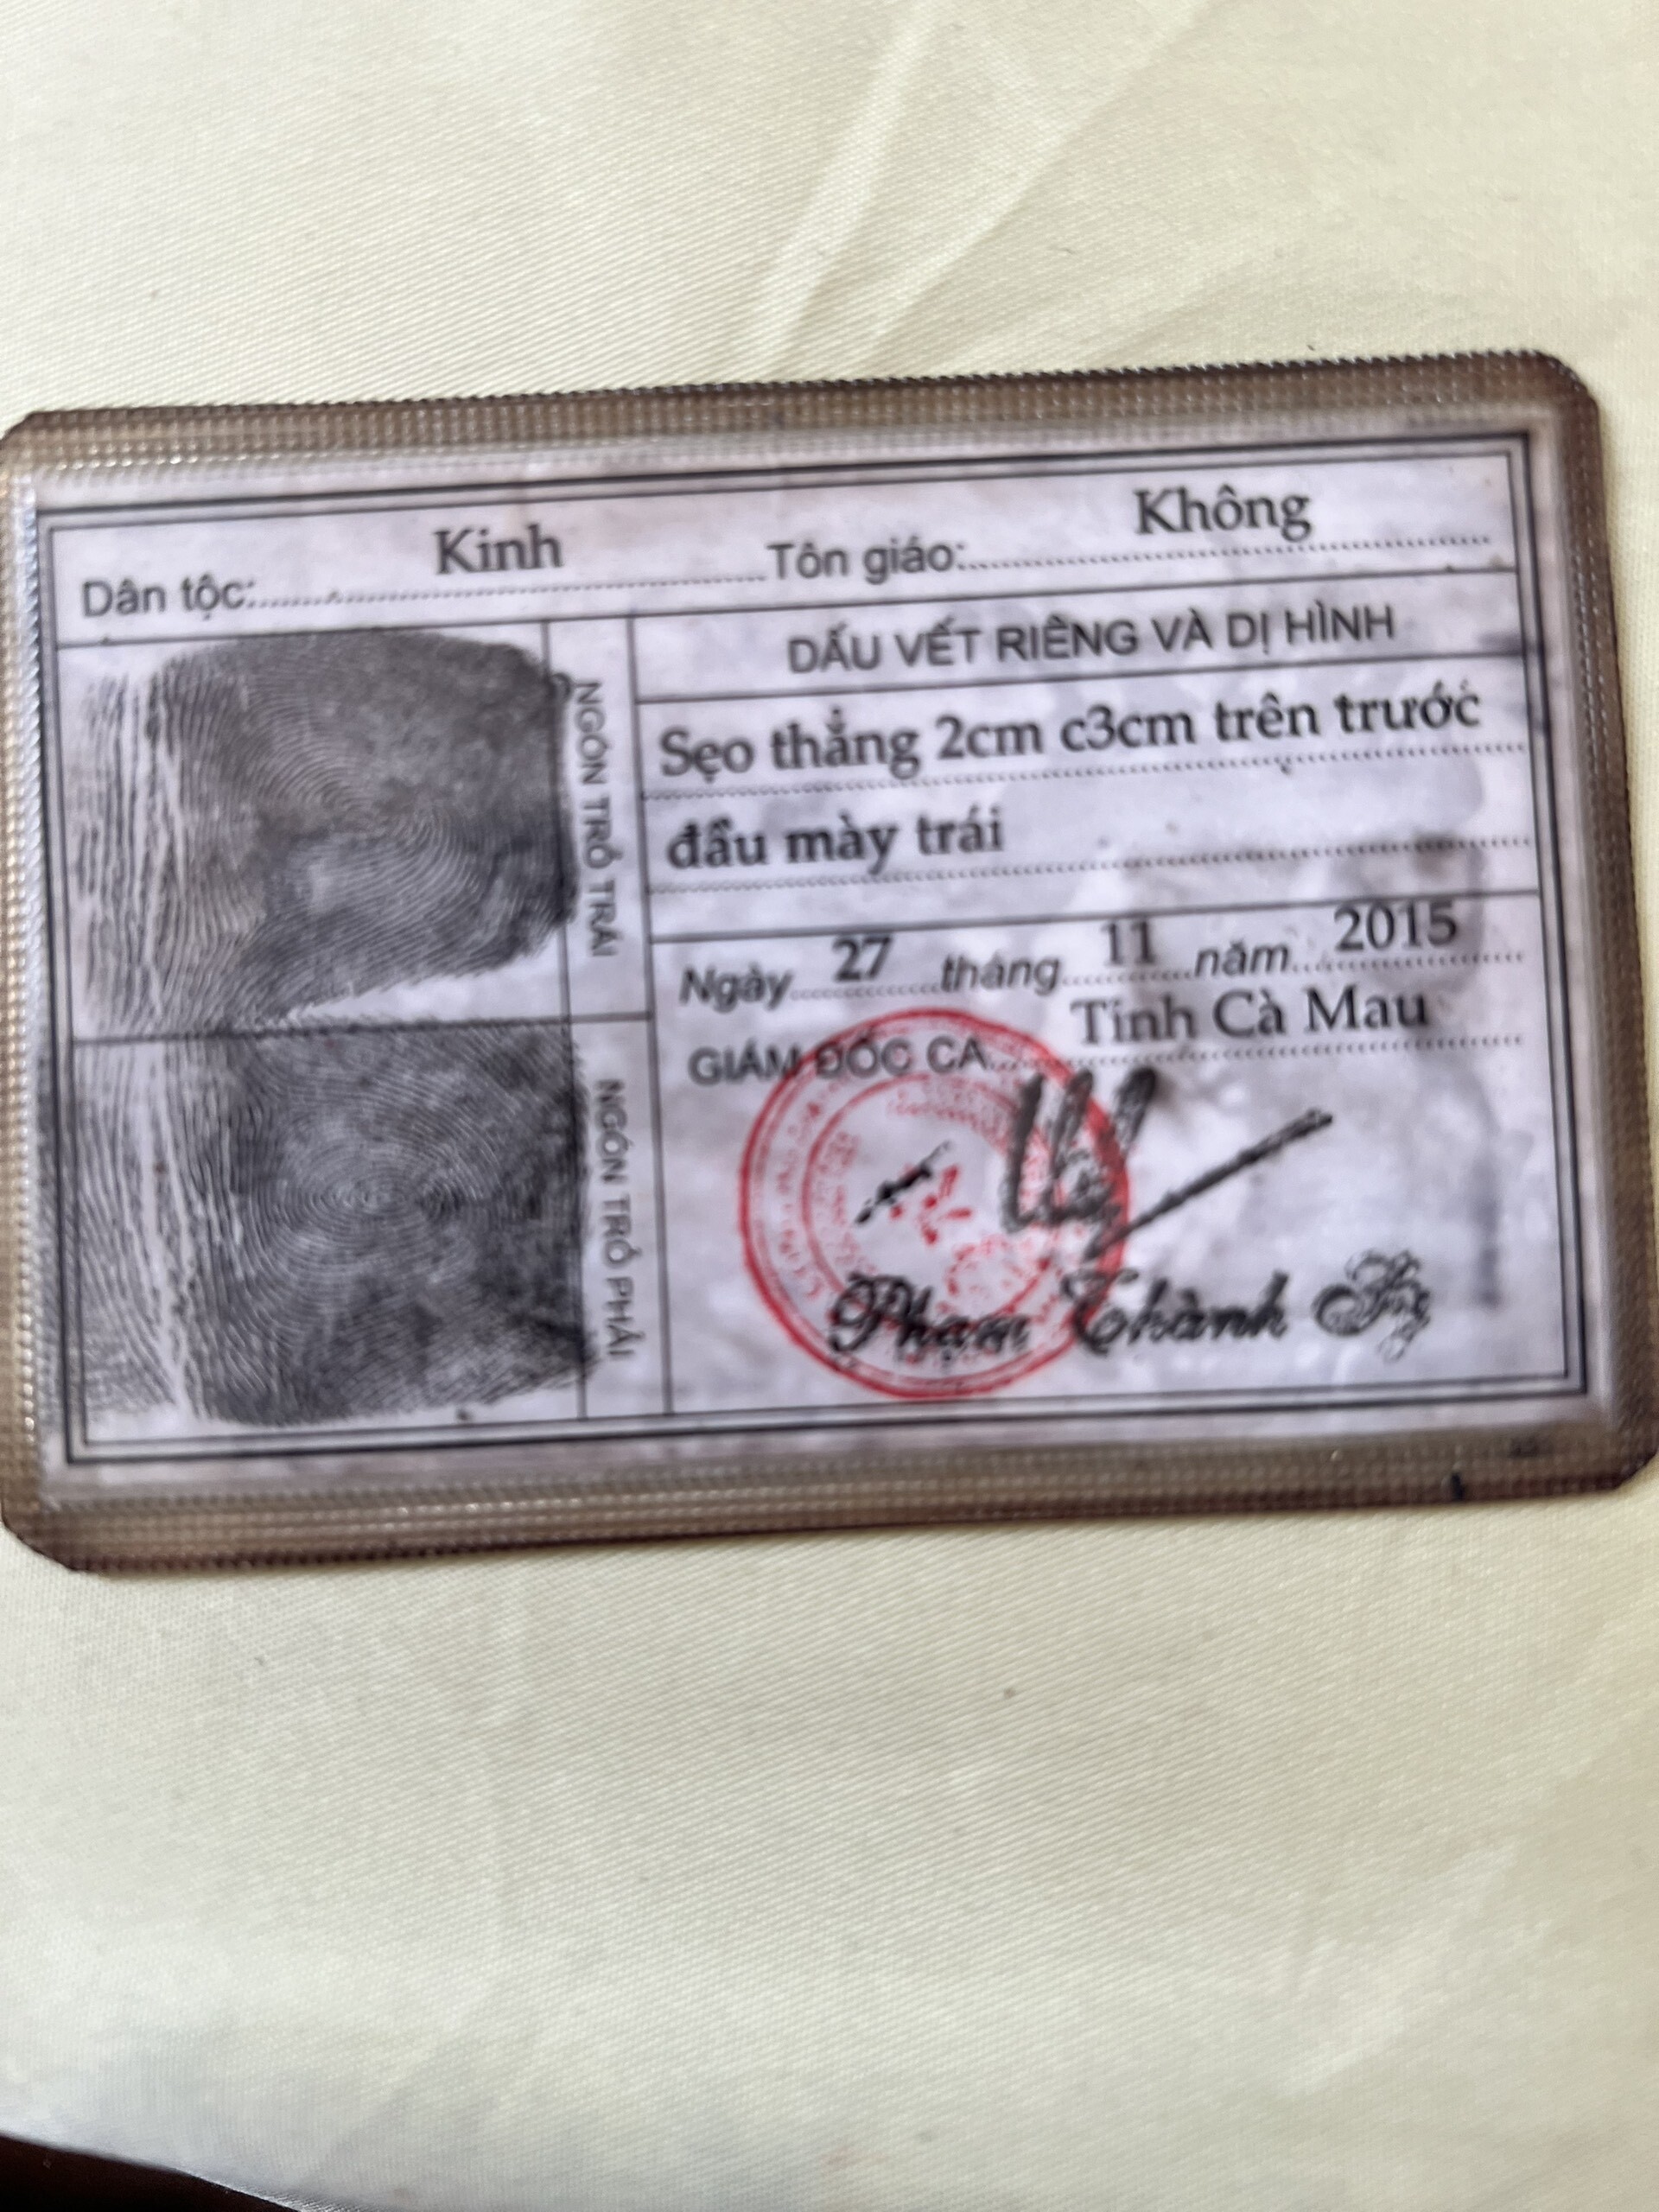 Dân tộc: Kinh Tôn giáo: Không
NGÓN TRỎ TRÁI
NGÓN TRỎ PHẢI
DẤU VẾT RIÊNG VÀ DỊ HÌNH
Sẹo thẳng 2cm c3cm trên trước
đầu mày trái
Ngày 27 tháng 11 năm 2015
GIÁM ĐỐC CA Tỉnh Cà Mau
Phạm Thành